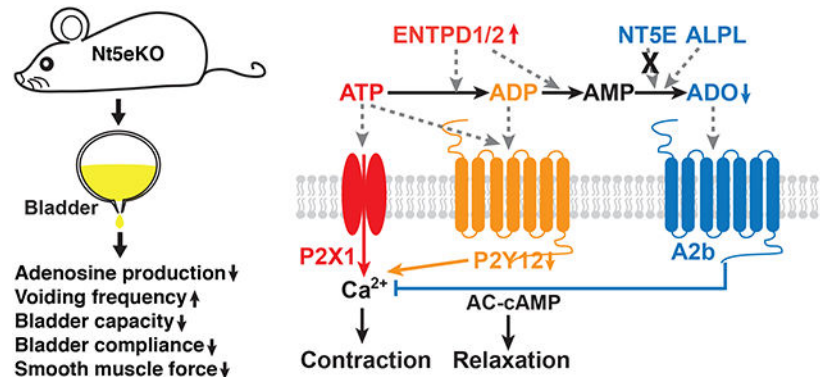 Nt5eKO
Bladder
Adenosine production↓
Voiding frequency↑
Bladder capacity↓
Bladder compliance↓
Smooth muscle force↓
ENTPD1/2↑
NT5E ALPL
X
ATP ADP AMP ADO↓
P2X1 P2Y12↓ A2b
Ca²⁺
AC-cAMP
Contraction Relaxation